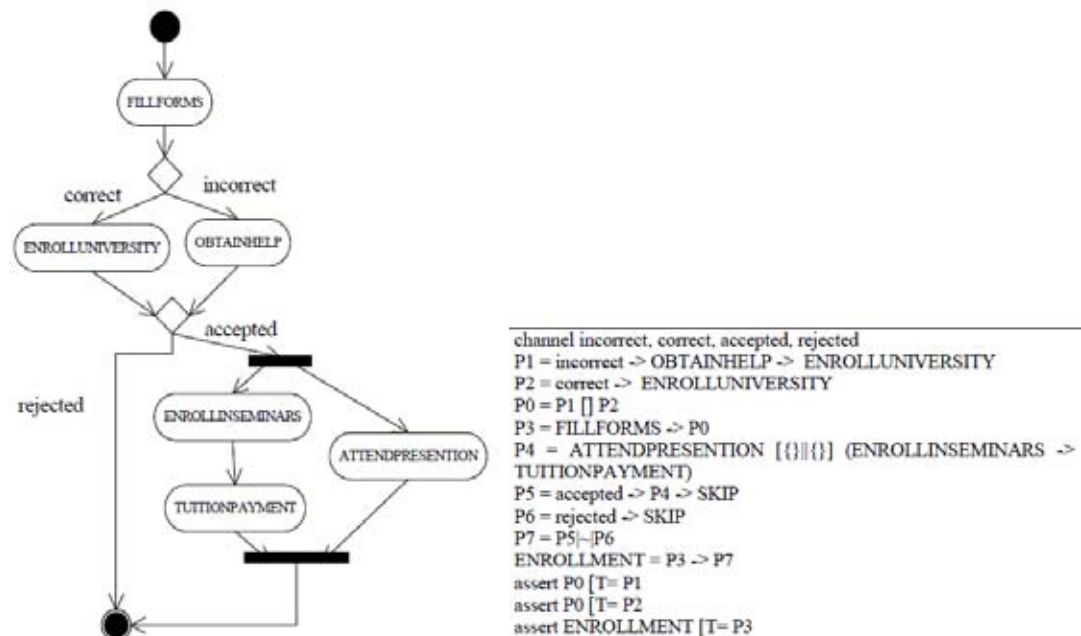 FILLFORMS
correct
incorrect
ENROLLUNIVERSITY
OBTAINHELP
accepted
rejected
ENROLLINSEMINARS
ATTENDPRESENTION
TUITIONPAYMENT
channel incorrect, correct, accepted, rejected
P1 = incorrect -> OBTAINHELP -> ENROLLUNIVERSITY
P2 = correct -> ENROLLUNIVERSITY
P0 = P1 [] P2
P3 = FILLFORMS -> P0
P4 = ATTENDPRESENTION [{}||{}] (ENROLLINSEMINARS ->
TUITIONPAYMENT)
P5 = accepted -> P4 -> SKIP
P6 = rejected -> SKIP
P7 = P5|~|P6
ENROLLMENT = P3 -> P7
assert P0 [T= P1
assert P0 [T= P2
assert ENROLLMENT [T= P3